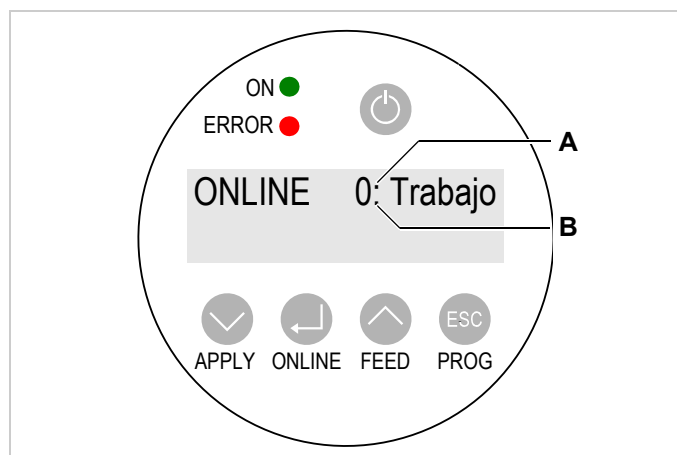 ON
ERROR
A
ONLINE 0: Trabajo
B
ESC
APPLY ONLINE FEED PROG